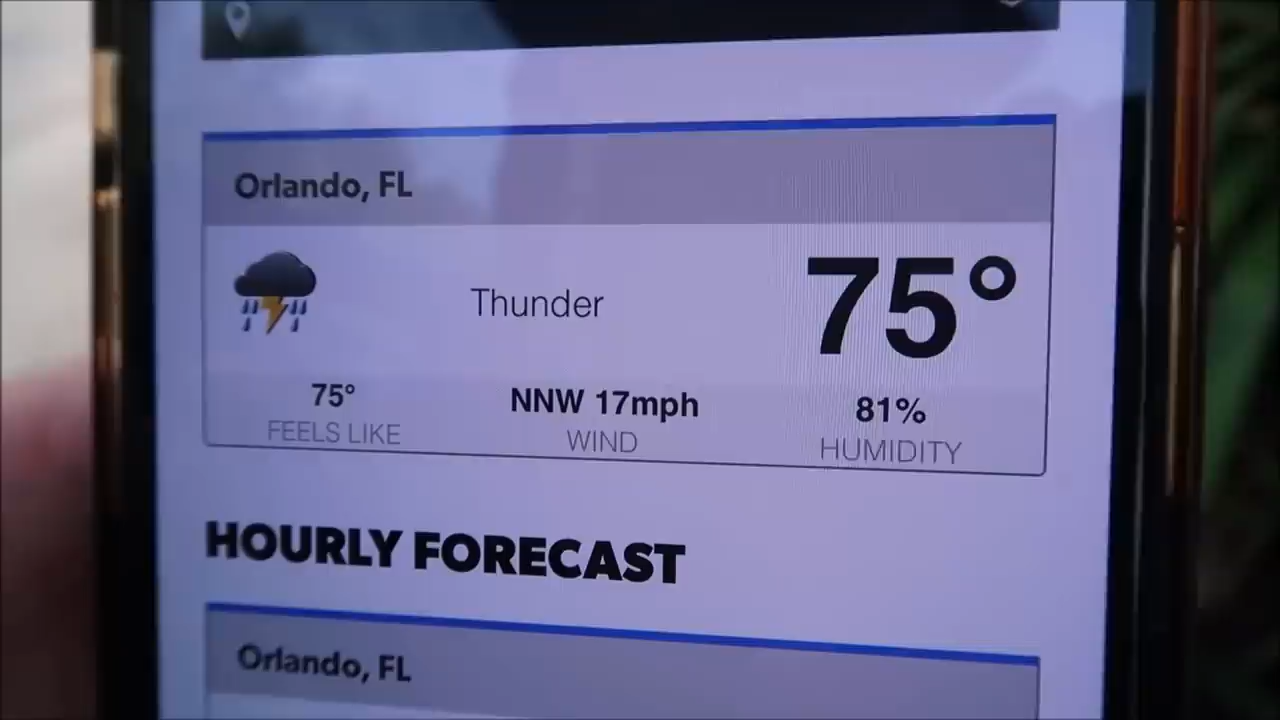 Orlando, FL
Thunder
75°
75°
NNW 17mph
81%
FEELS LIKE
WIND
HUMIDITY
HOURLY FORECAST
Orlando, FL